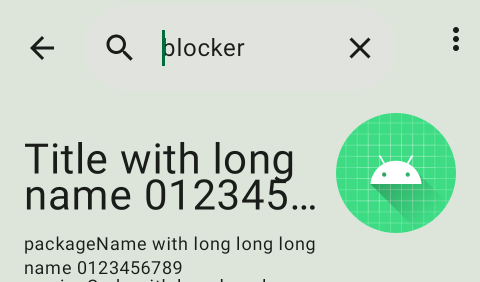 blocker
Title with long
name 012345…
packageName with long long long
name 0123456789